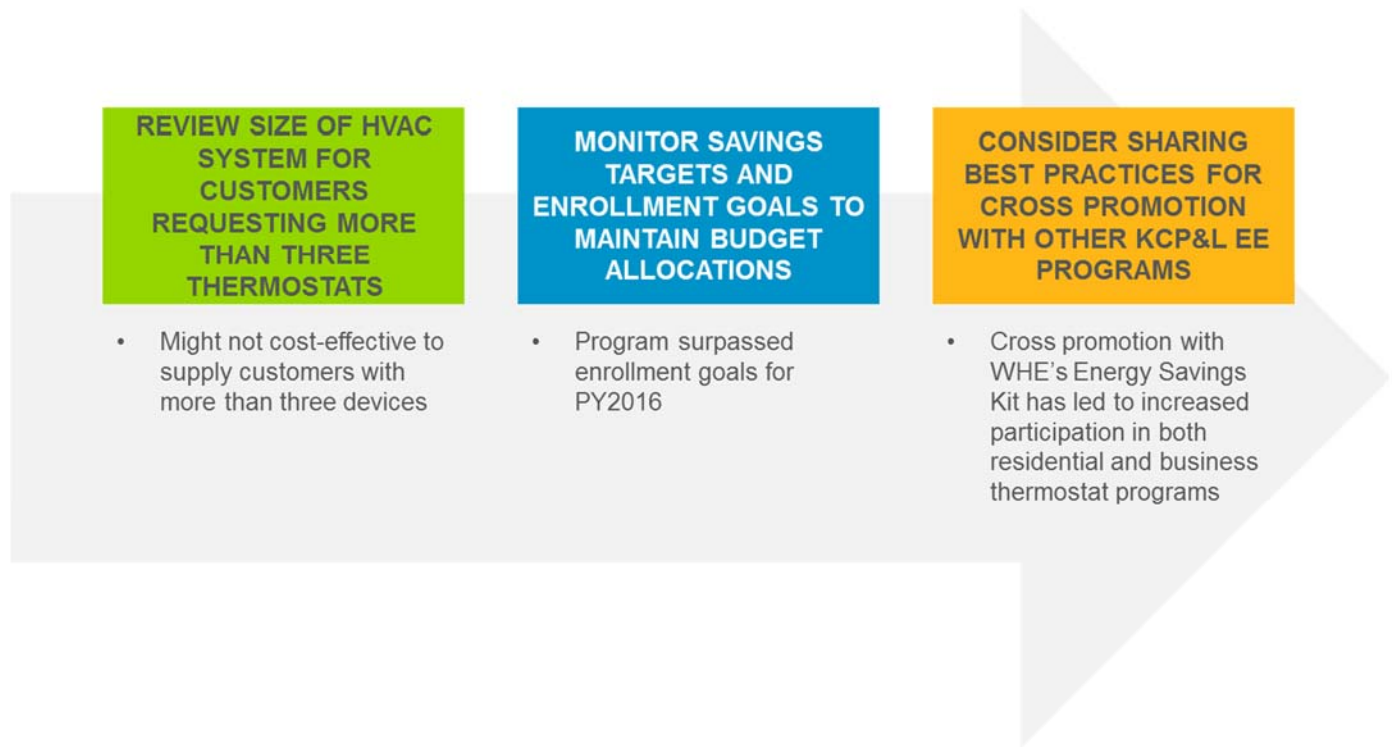 REVIEW SIZE OF HVAC
SYSTEM FOR
CUSTOMERS
REQUESTING MORE
THAN THREE
THERMOSTATS
• Might not cost-effective to
supply customers with
more than three devices
MONITOR SAVINGS
TARGETS AND
ENROLLMENT GOALS TO
MAINTAIN BUDGET
ALLOCATIONS
• Program surpassed
enrollment goals for
PY2016
CONSIDER SHARING
BEST PRACTICES FOR
CROSS PROMOTION
WITH OTHER KCP&L EE
PROGRAMS
• Cross promotion with
WHE's Energy Savings
Kit has led to increased
participation in both
residential and business
thermostat programs